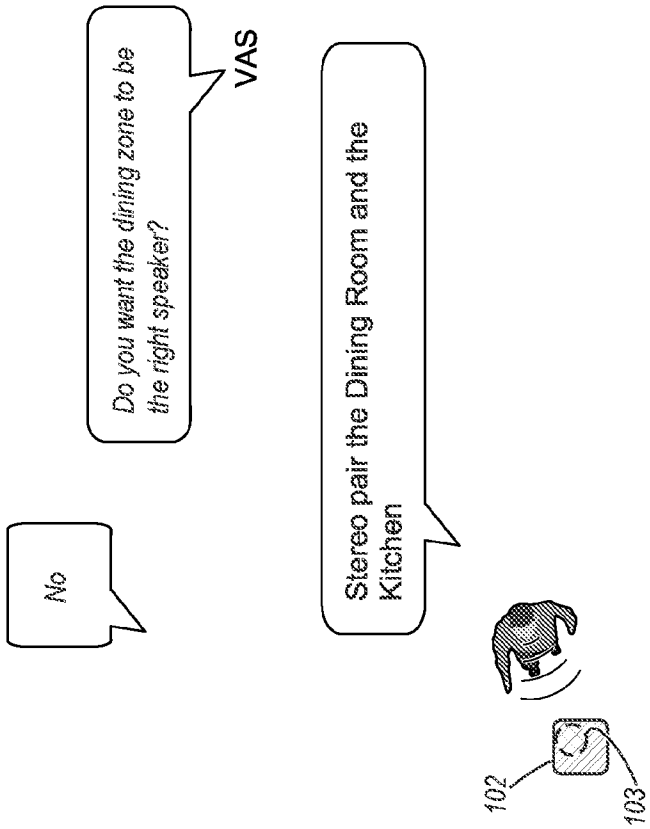 No
Do you want the dining zone to be
the right speaker?
VAS
Stereo pair the Dining Room and the
Kitchen
102
103